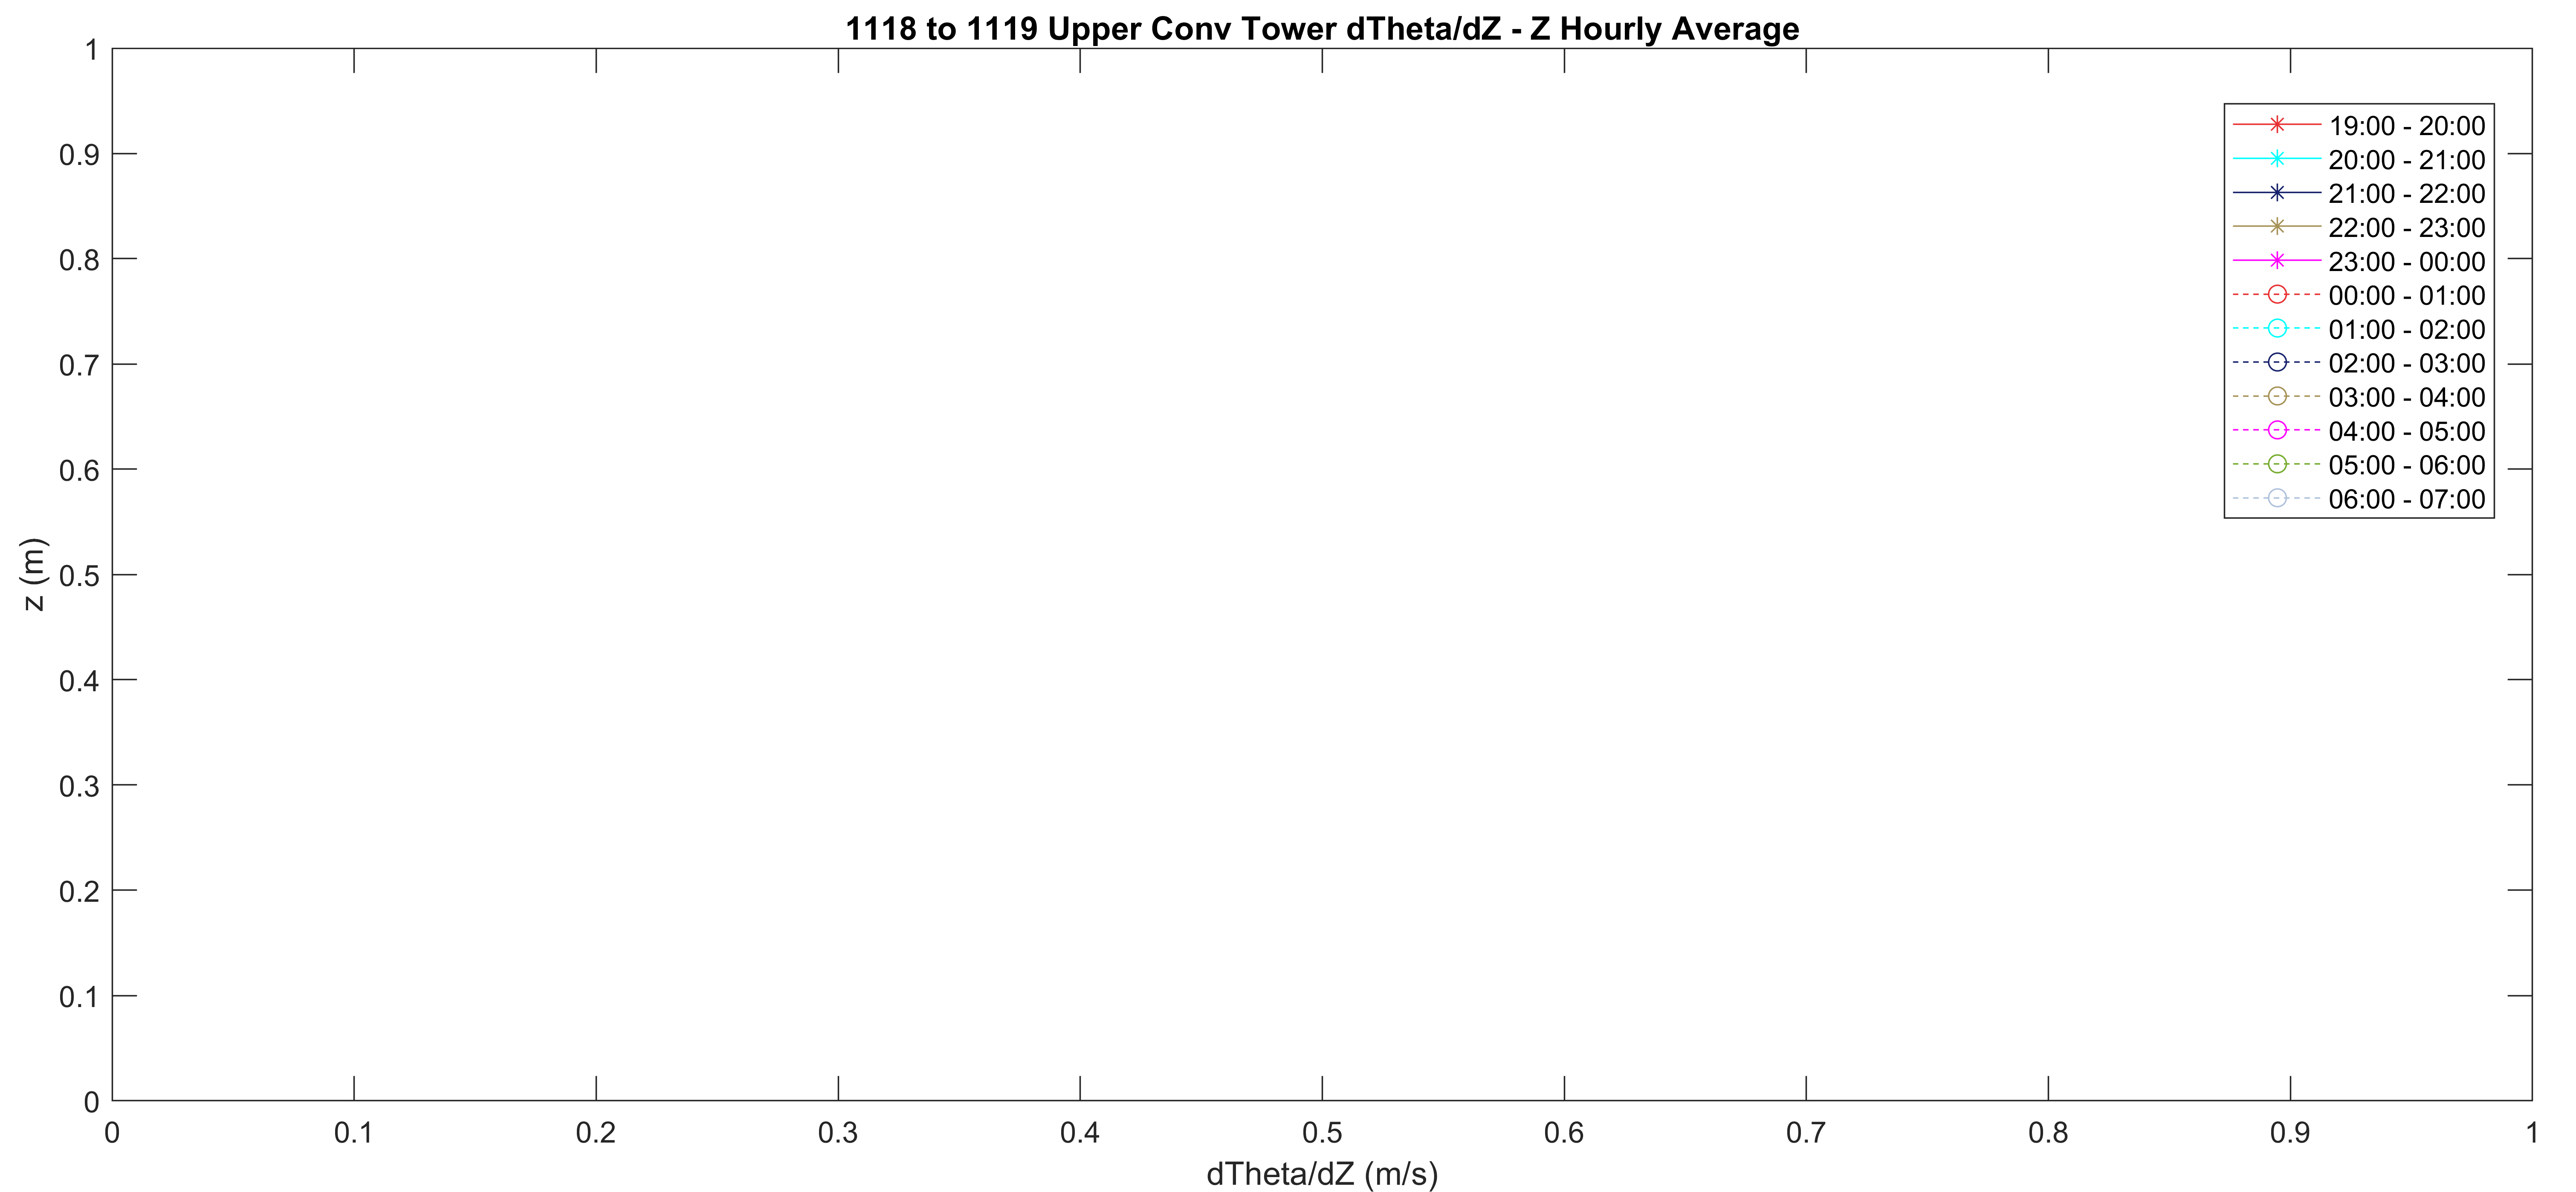 1118 to 1119 Upper Conv Tower dTheta/dZ - Z Hourly Average
1
0.9
0.8
0.7
0.6
0.5
0.4
0.3
0.2
0.1
0
z (m)
19:00 - 20:00
20:00 - 21:00
21:00 - 22:00
22:00 - 23:00
23:00 - 00:00
00:00 - 01:00
01:00 - 02:00
02:00 - 03:00
03:00 - 04:00
04:00 - 05:00
05:00 - 06:00
06:00 - 07:00
0 0.1 0.2 0.3 0.4 0.5 0.6 0.7 0.8 0.9 1
dTheta/dZ (m/s)